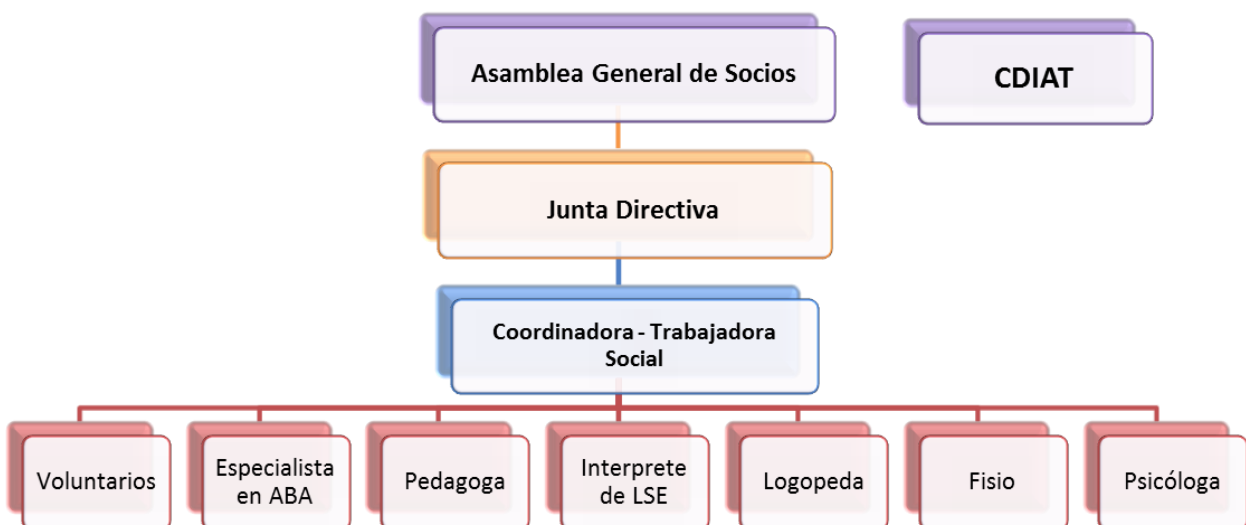 Asamblea General de Socios
CDIAT
Junta Directiva
Coordinadora - Trabajadora
Social
Voluntarios
Especialista
en ABA
Pedagoga
Interprete
de LSE
Logopeda
Fisio
Psicóloga